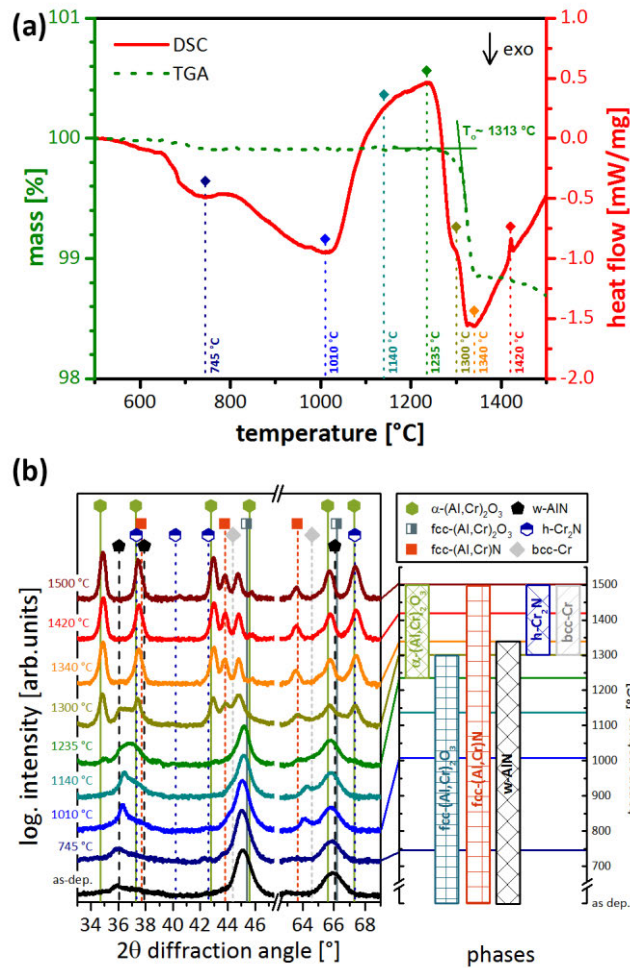 (a)
101
100
99
98
mass [%]
DSC
TGA
exo
T₀~ 1313 °C
745 °C
1010 °C
1140 °C
1235 °C
1300 °C
1340 °C
1420 °C
1.0
0.5
0.0
-0.5
-1.0
-1.5
-2.0
heat flow [mW/mg]
600 800 1000 1200 1400
temperature [°C]
(b)
α-(Al,Cr)₂O₃
w-AlN
fcc-(Al,Cr)₂O₃
h-Cr₂N
fcc-(Al,Cr)N
bcc-Cr
log. intensity [arb.units]
1500 °C
1420 °C
1340 °C
1300 °C
1235 °C
1140 °C
1010 °C
745 °C
as-dep.
34 36 38 40 42 44 46 64 66 68
2θ diffraction angle [°]
α-(Al,Cr)₂O₃
fcc-(Al,Cr)₂O₃
fcc-(Al,Cr)N
w-AlN
h-Cr₂N
bcc-Cr
1500
1400
1300
1200
1100
1000
900
800
700
as dep.
phases